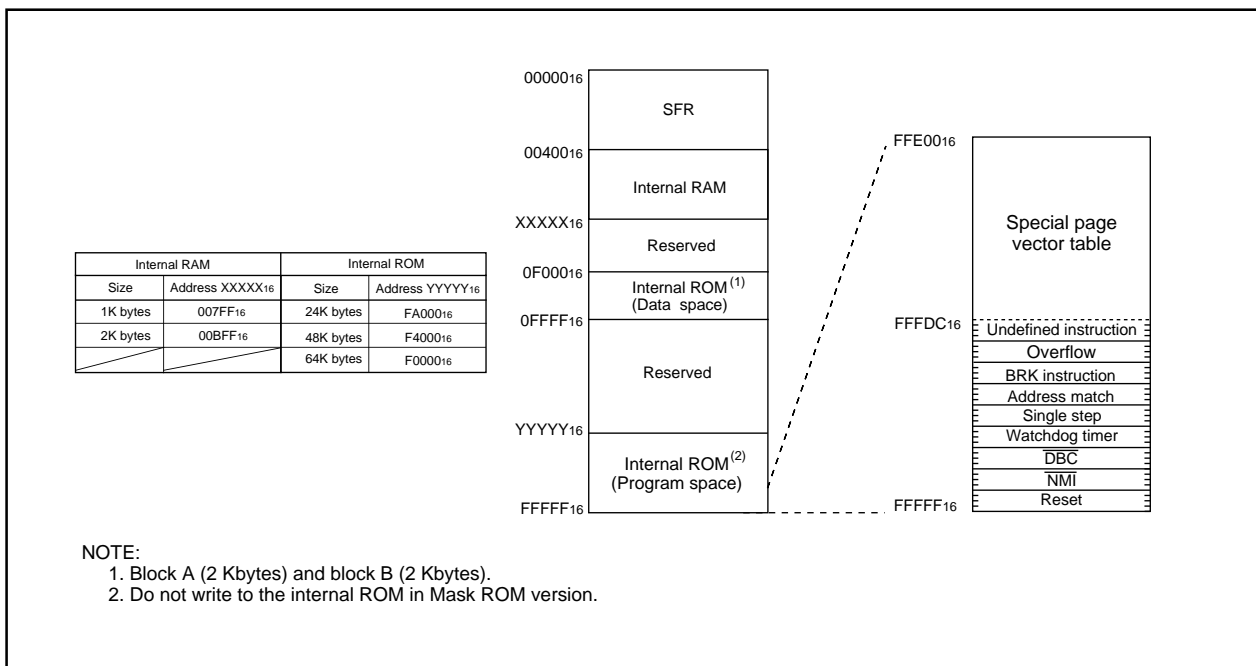 Internal RAM Internal ROM
Size Address XXXXX16 Size Address YYYYY16
1K bytes 007FF16 24K bytes FA00016
2K bytes 00BFF16 48K bytes F400016
64K bytes F000016
0000016
SFR
0040016
Internal RAM
XXXXX16
Reserved
0F00016
Internal ROM(1)
(Data space)
0FFFF16
Reserved
YYYYY16
Internal ROM(2)
(Program space)
FFFFF16
FFE0016
Special page
vector table
FFFDC16
Undefined instruction
Overflow
BRK instruction
Address match
Single step
Watchdog timer
DBC
NMI
Reset
FFFFF16
NOTE:
1. Block A (2 Kbytes) and block B (2 Kbytes).
2. Do not write to the internal ROM in Mask ROM version.